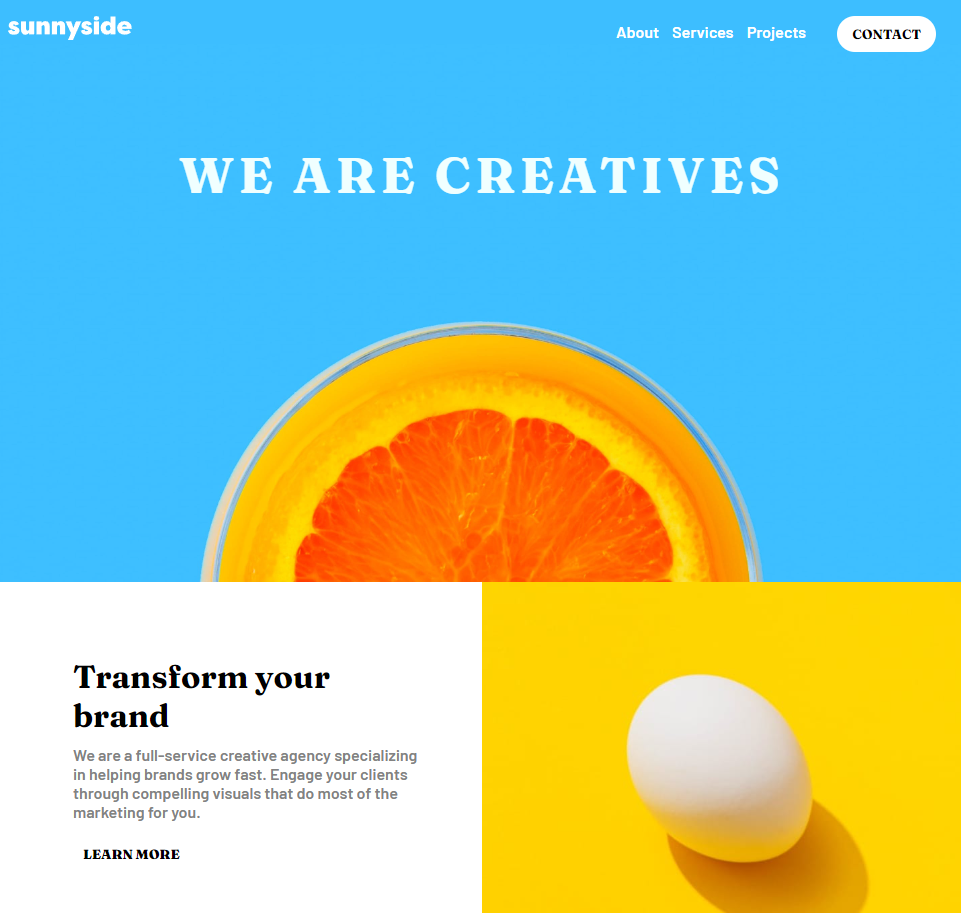 sunnyside
About Services Projects CONTACT
WE ARE CREATIVES
Transform your
brand
We are a full-service creative agency specializing
in helping brands grow fast. Engage your clients
through compelling visuals that do most of the
marketing for you.
LEARN MORE